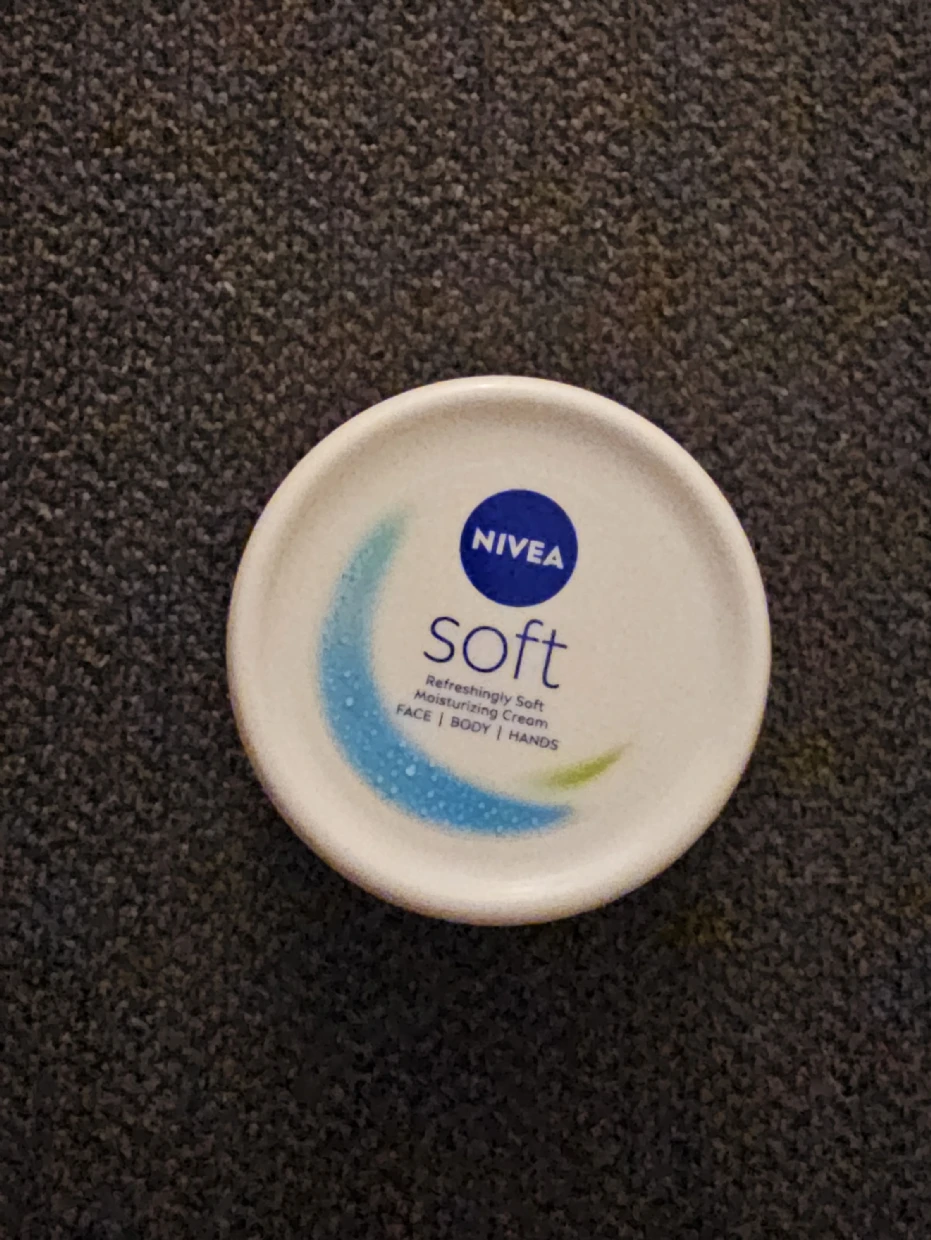 NIVEA
soft
Refreshingly Soft
Moisturizing Cream
FACE | BODY | HANDS